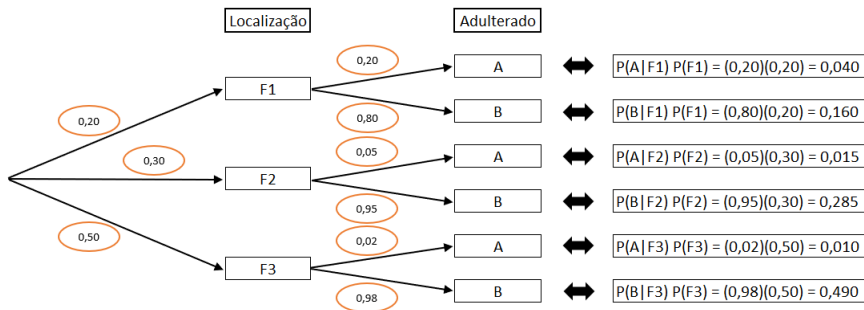 Localização Adulterado
0,20 A P(A|F1) P(F1) = (0,20)(0,20) = 0,040
F1
0,20 0,80 B P(B|F1) P(F1) = (0,80)(0,20) = 0,160
0,30 0,05 A P(A|F2) P(F2) = (0,05)(0,30) = 0,015
F2
0,95 B P(B|F2) P(F2) = (0,95)(0,30) = 0,285
0,50 0,02 A P(A|F3) P(F3) = (0,02)(0,50) = 0,010
F3
0,98 B P(B|F3) P(F3) = (0,98)(0,50) = 0,490